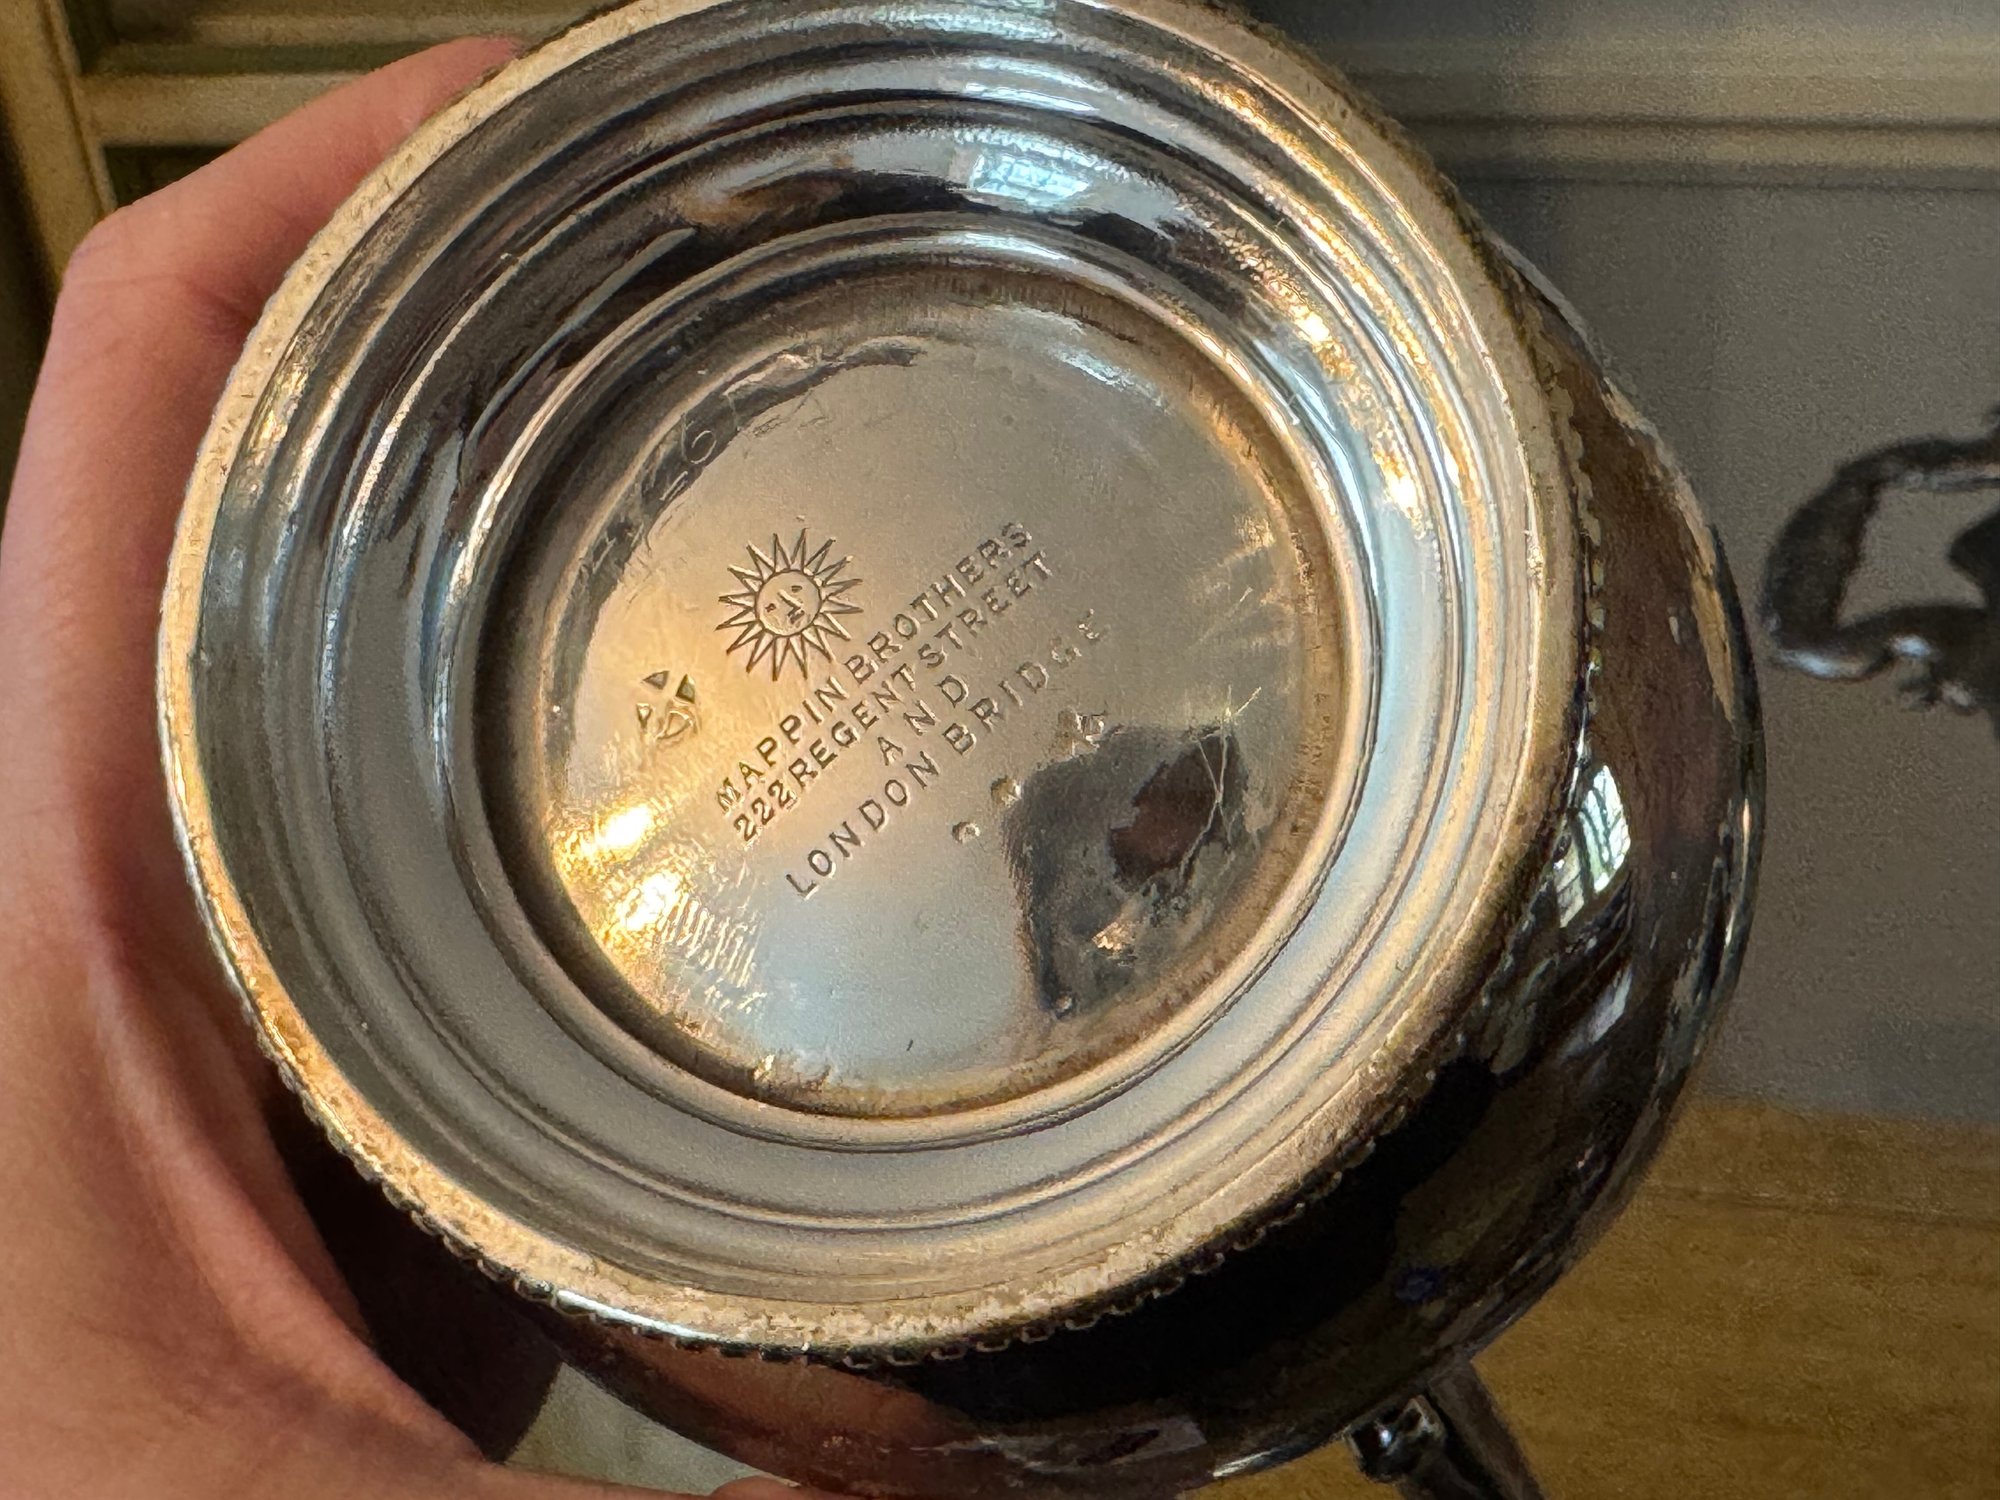 MAPPIN BROTHERS
222 REGENT STREET
AND
LONDON BRIDGE